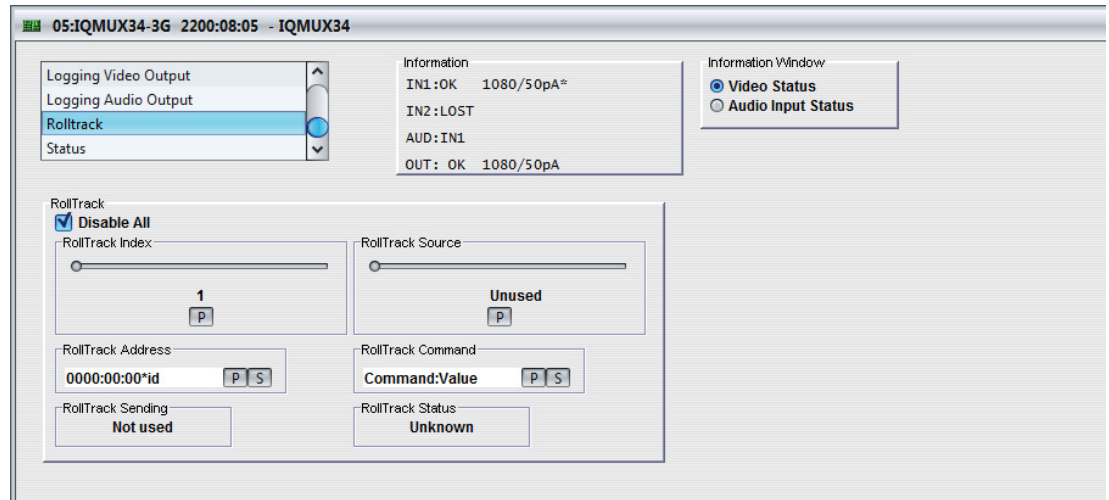 05:IQMUX34-3G 2200:08:05 - IQMUX34
Logging Video Output
Logging Audio Output
Rolltrack
Status
Information
IN1:OK 1080/50pA*
IN2:LOST
AUD:IN1
OUT: OK 1080/50pA
Information Window
Video Status
Audio Input Status
RollTrack
Disable All
RollTrack Index
1
P
RollTrack Source
Unused
P
RollTrack Address
0000:00:00*id P S
RollTrack Command
Command:Value P S
RollTrack Sending
Not used
RollTrack Status
Unknown